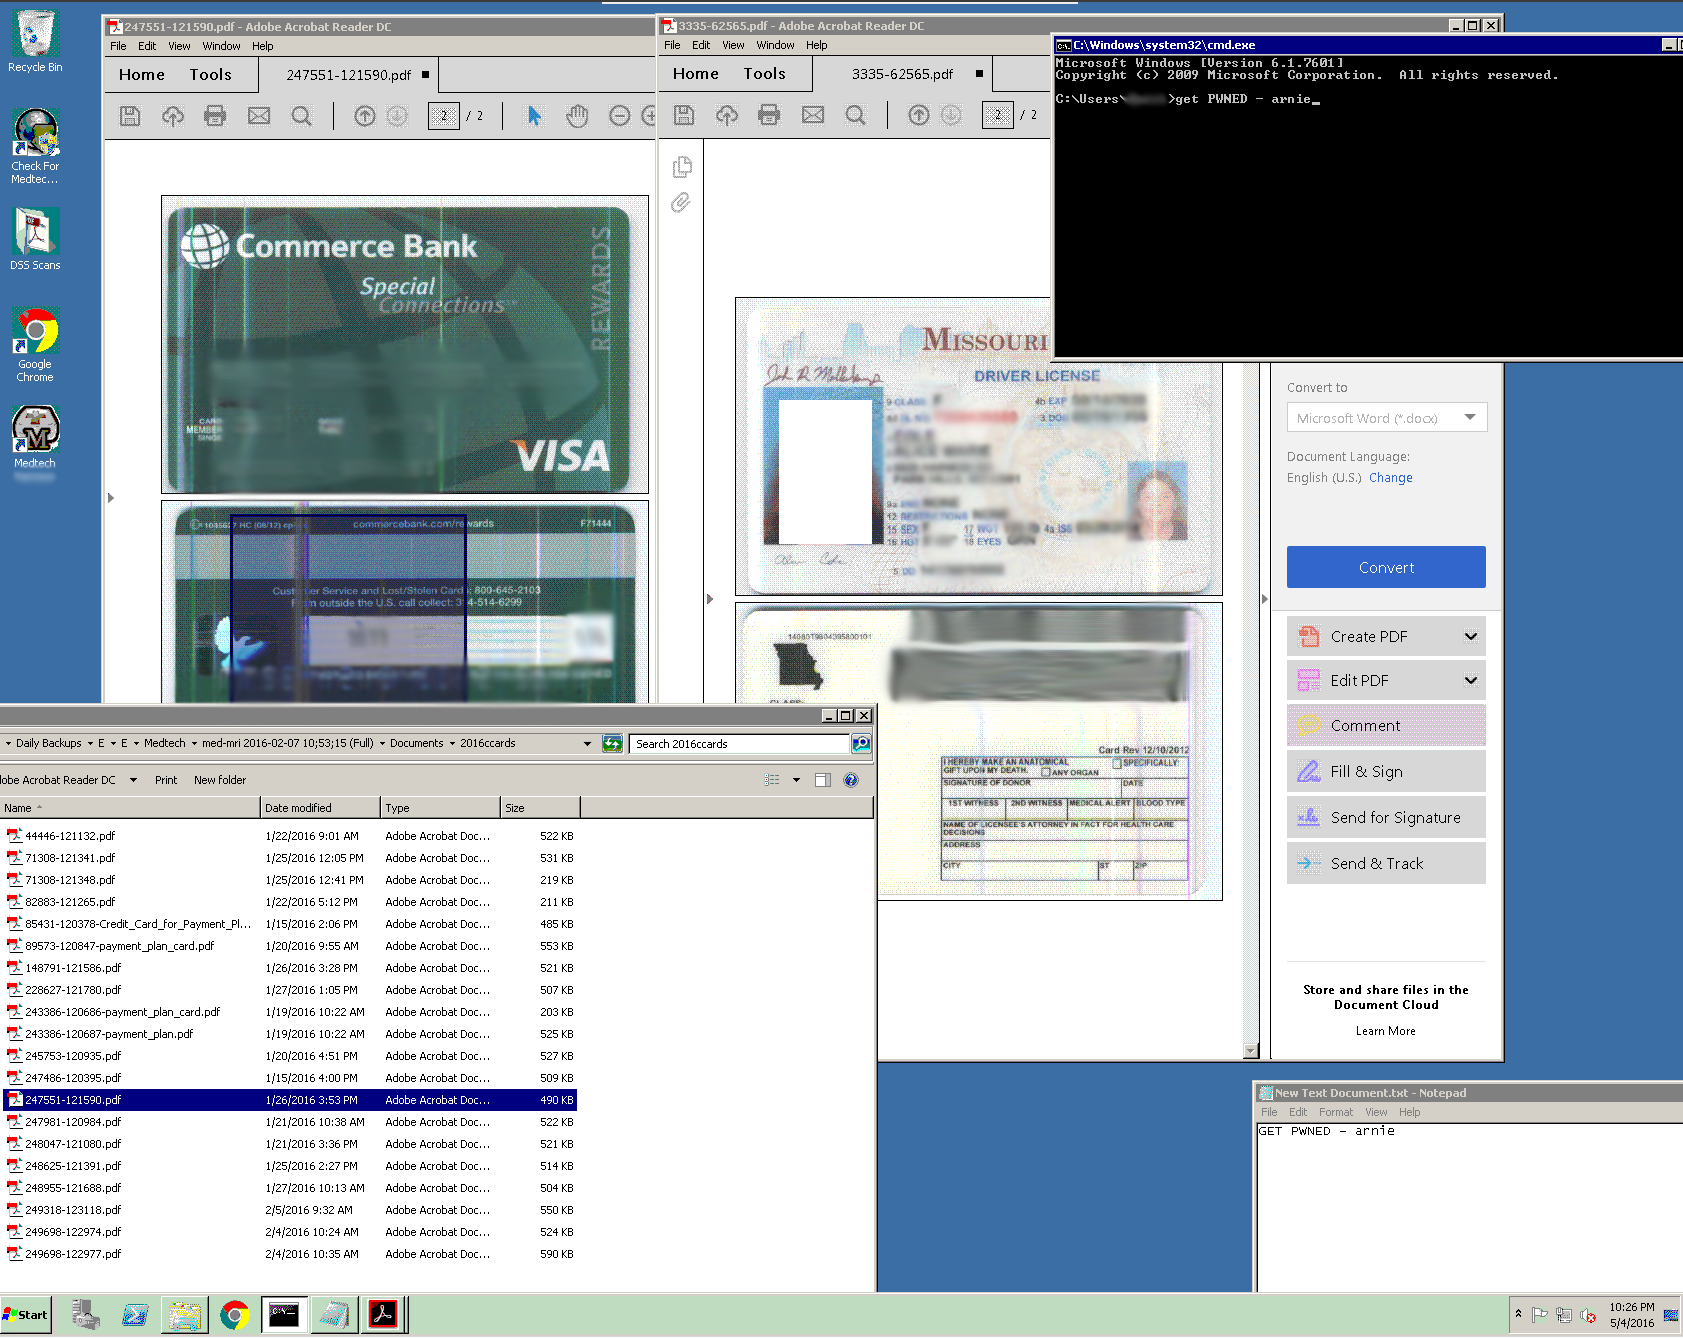 Recycle Bin
Check For
Medtec...
DSS Scans
Google
Chrome
Medtech
247551-121590.pdf - Adobe Acrobat Reader DC
File Edit View Window Help
Home Tools 247551-121590.pdf
2 / 2
Commerce Bank
Special
Connections
REWARDS
CARD
MEMBER
SINCE
VISA
commercebank.com/rewards
F71444
Customer Service and Lost/Stolen Cards: 800-645-2103
From outside the U.S. call collect: 314-514-6299
3335-62565.pdf - Adobe Acrobat Reader DC
File Edit View Window Help
Home Tools 3335-62565.pdf
2 / 2
MISSOURI
DRIVER LICENSE
9 CLASS
4b EXP
3 DOB
9a END NONE
12 RESTRICTIONS NONE
15 SEX 17 WGT 4a ISS
16 HGT 18 EYES
5 DD
CLASS:
Card Rev 12/10/2012
I HEREBY MAKE AN ANATOMICAL
GIFT UPON MY DEATH. ANY ORGAN
SPECIFICALLY:
SIGNATURE OF DONOR DATE
1ST WITNESS 2ND WITNESS MEDICAL ALERT BLOOD TYPE
NAME OF LICENSEE'S ATTORNEY IN FACT FOR HEALTH CARE
DECISIONS
ADDRESS
CITY ST ZIP
C:\Windows\system32\cmd.exe
Microsoft Windows [Version 6.1.7601]
Copyright (c) 2009 Microsoft Corporation. All rights reserved.
C:\Users\ >get PWNED - arnie_
Convert to
Microsoft Word (*.docx)
Document Language:
English (U.S.) Change
Convert
Create PDF
Edit PDF
Comment
Fill & Sign
Send for Signature
Send & Track
Store and share files in the
Document Cloud
Learn More
Daily Backups E E Medtech med-mri 2016-02-07 10;53;15 (Full) Documents 2016ccards
Search 2016ccards
obe Acrobat Reader DC Print New folder
Name Date modified Type Size
44446-121132.pdf 1/22/2016 9:01 AM Adobe Acrobat Doc... 522 KB
71308-121341.pdf 1/25/2016 12:05 PM Adobe Acrobat Doc... 531 KB
71308-121348.pdf 1/25/2016 12:41 PM Adobe Acrobat Doc... 219 KB
82883-121265.pdf 1/22/2016 5:12 PM Adobe Acrobat Doc... 211 KB
85431-120378-Credit_Card_for_Payment_Pl... 1/15/2016 2:06 PM Adobe Acrobat Doc... 485 KB
89573-120847-payment_plan_card.pdf 1/20/2016 9:55 AM Adobe Acrobat Doc... 553 KB
148791-121586.pdf 1/26/2016 3:28 PM Adobe Acrobat Doc... 521 KB
228627-121780.pdf 1/27/2016 1:05 PM Adobe Acrobat Doc... 507 KB
243386-120686-payment_plan_card.pdf 1/19/2016 10:22 AM Adobe Acrobat Doc... 203 KB
243386-120687-payment_plan.pdf 1/19/2016 10:22 AM Adobe Acrobat Doc... 525 KB
245753-120935.pdf 1/20/2016 4:51 PM Adobe Acrobat Doc... 527 KB
247486-120395.pdf 1/15/2016 4:00 PM Adobe Acrobat Doc... 509 KB
247551-121590.pdf 1/26/2016 3:53 PM Adobe Acrobat Doc... 490 KB
247981-120984.pdf 1/21/2016 10:38 AM Adobe Acrobat Doc... 522 KB
248047-121080.pdf 1/21/2016 3:36 PM Adobe Acrobat Doc... 521 KB
248625-121391.pdf 1/25/2016 2:27 PM Adobe Acrobat Doc... 514 KB
248955-121688.pdf 1/27/2016 10:13 AM Adobe Acrobat Doc... 504 KB
249318-123118.pdf 2/5/2016 9:32 AM Adobe Acrobat Doc... 550 KB
249698-122974.pdf 2/4/2016 10:24 AM Adobe Acrobat Doc... 524 KB
249698-122977.pdf 2/4/2016 10:35 AM Adobe Acrobat Doc... 590 KB
New Text Document.txt - Notepad
File Edit Format View Help
GET PWNED - arnie
Start
10:26 PM
5/4/2016